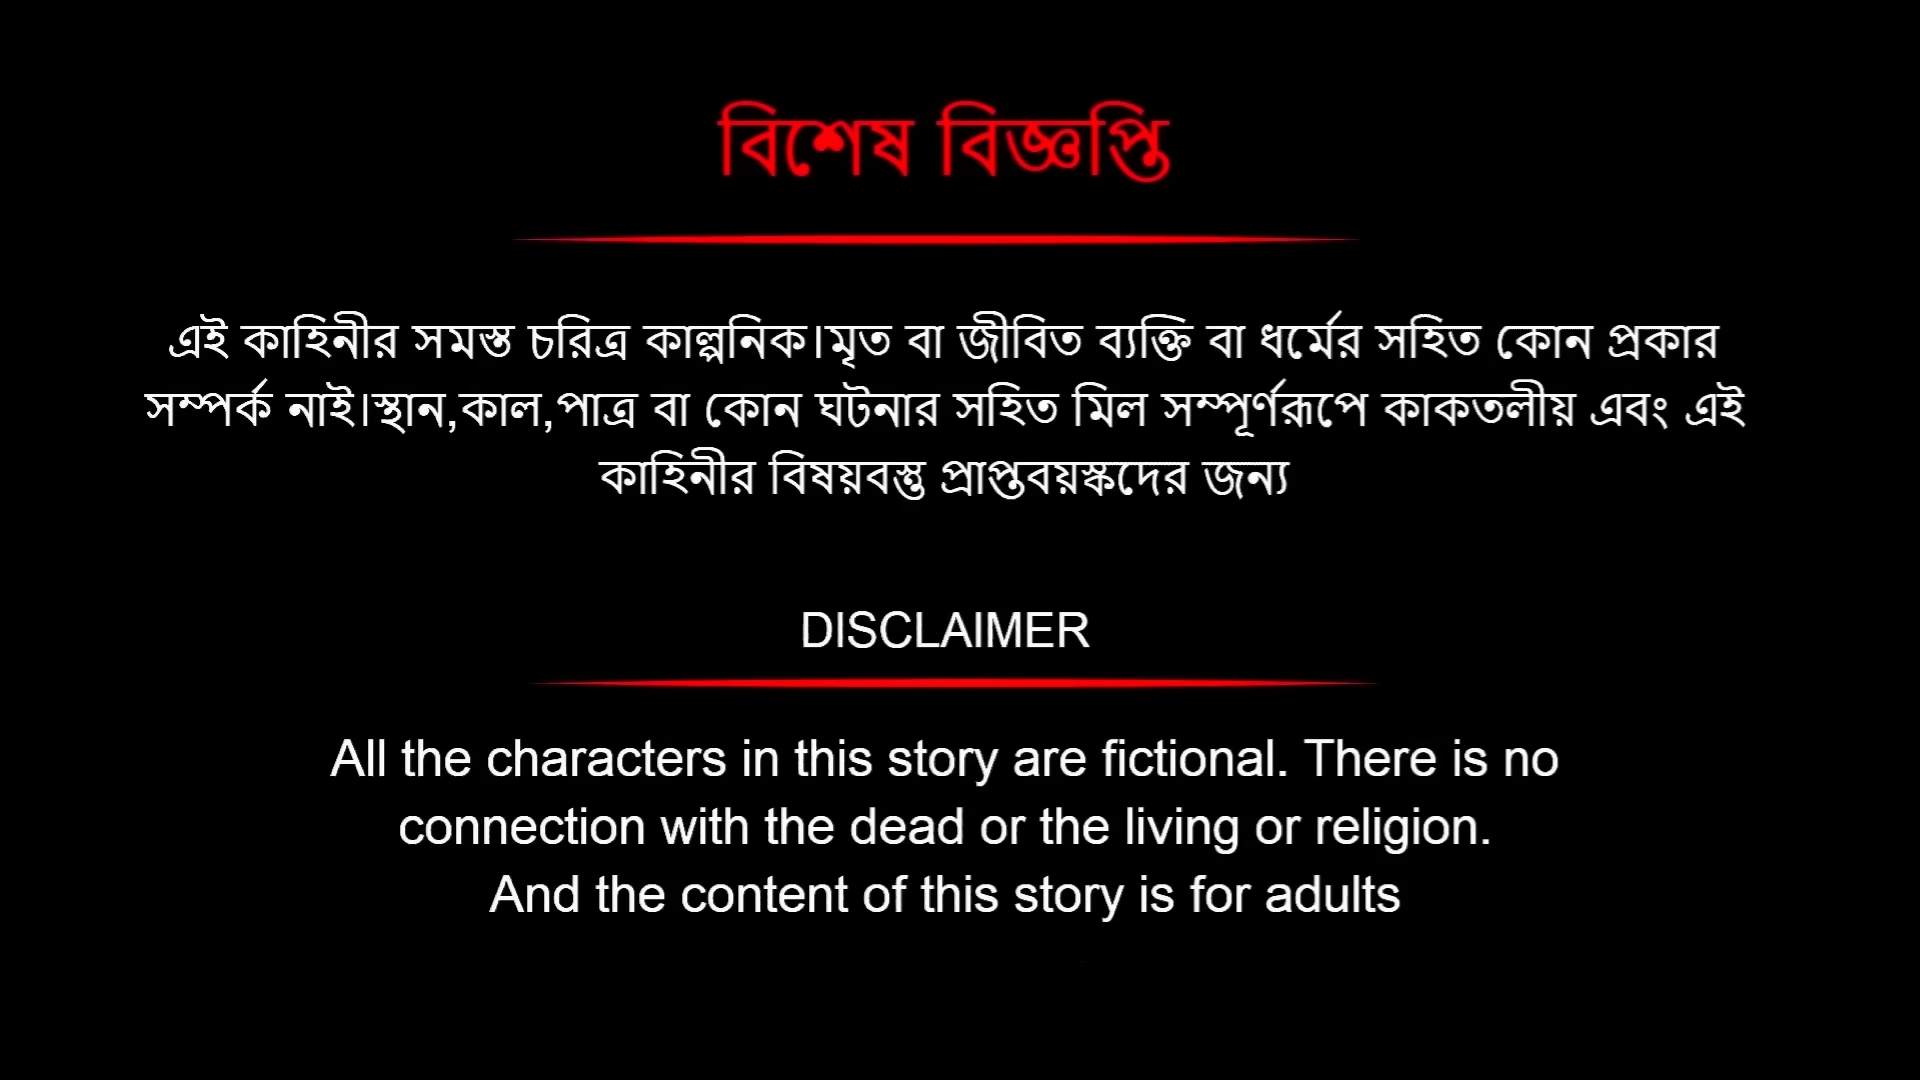 বিশেষ বিজ্ঞপ্তি
এই কাহিনীর সমস্ত চরিত্র কাল্পনিক।মৃত বা জীবিত ব্যক্তি বা ধর্মের সহিত কোন প্রকার
সম্পর্ক নাই।স্থান,কাল,পাত্র বা কোন ঘটনার সহিত মিল সম্পূর্ণরূপে কাকতলীয় এবং এই
কাহিনীর বিষয়বস্তু প্রাপ্তবয়স্কদের জন্য
DISCLAIMER
All the characters in this story are fictional. There is no
connection with the dead or the living or religion.
And the content of this story is for adults